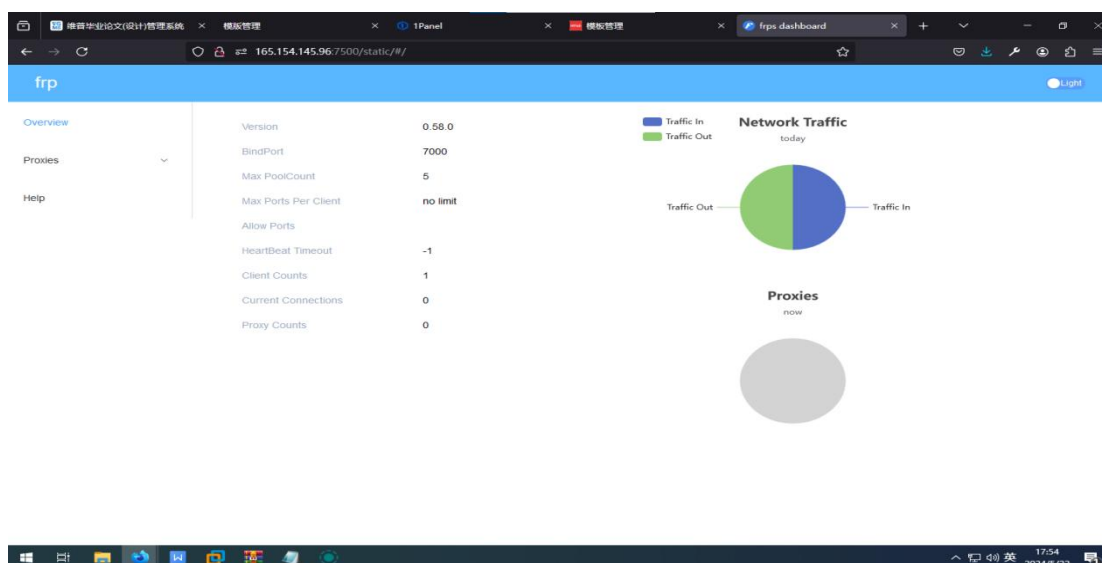 维普毕业论文(设计)管理系统
模版管理
1Panel
模板管理
frps dashboard
165.154.145.96:7500/static/#/
frp
Light
Overview
Proxies
Help
Version 0.58.0
BindPort 7000
Max PoolCount 5
Max Ports Per Client no limit
Allow Ports
HeartBeat Timeout -1
Client Counts 1
Current Connections 0
Proxy Counts 0
Traffic In
Traffic Out
Network Traffic
today
Traffic Out
Traffic In
Proxies
now
英
17:54